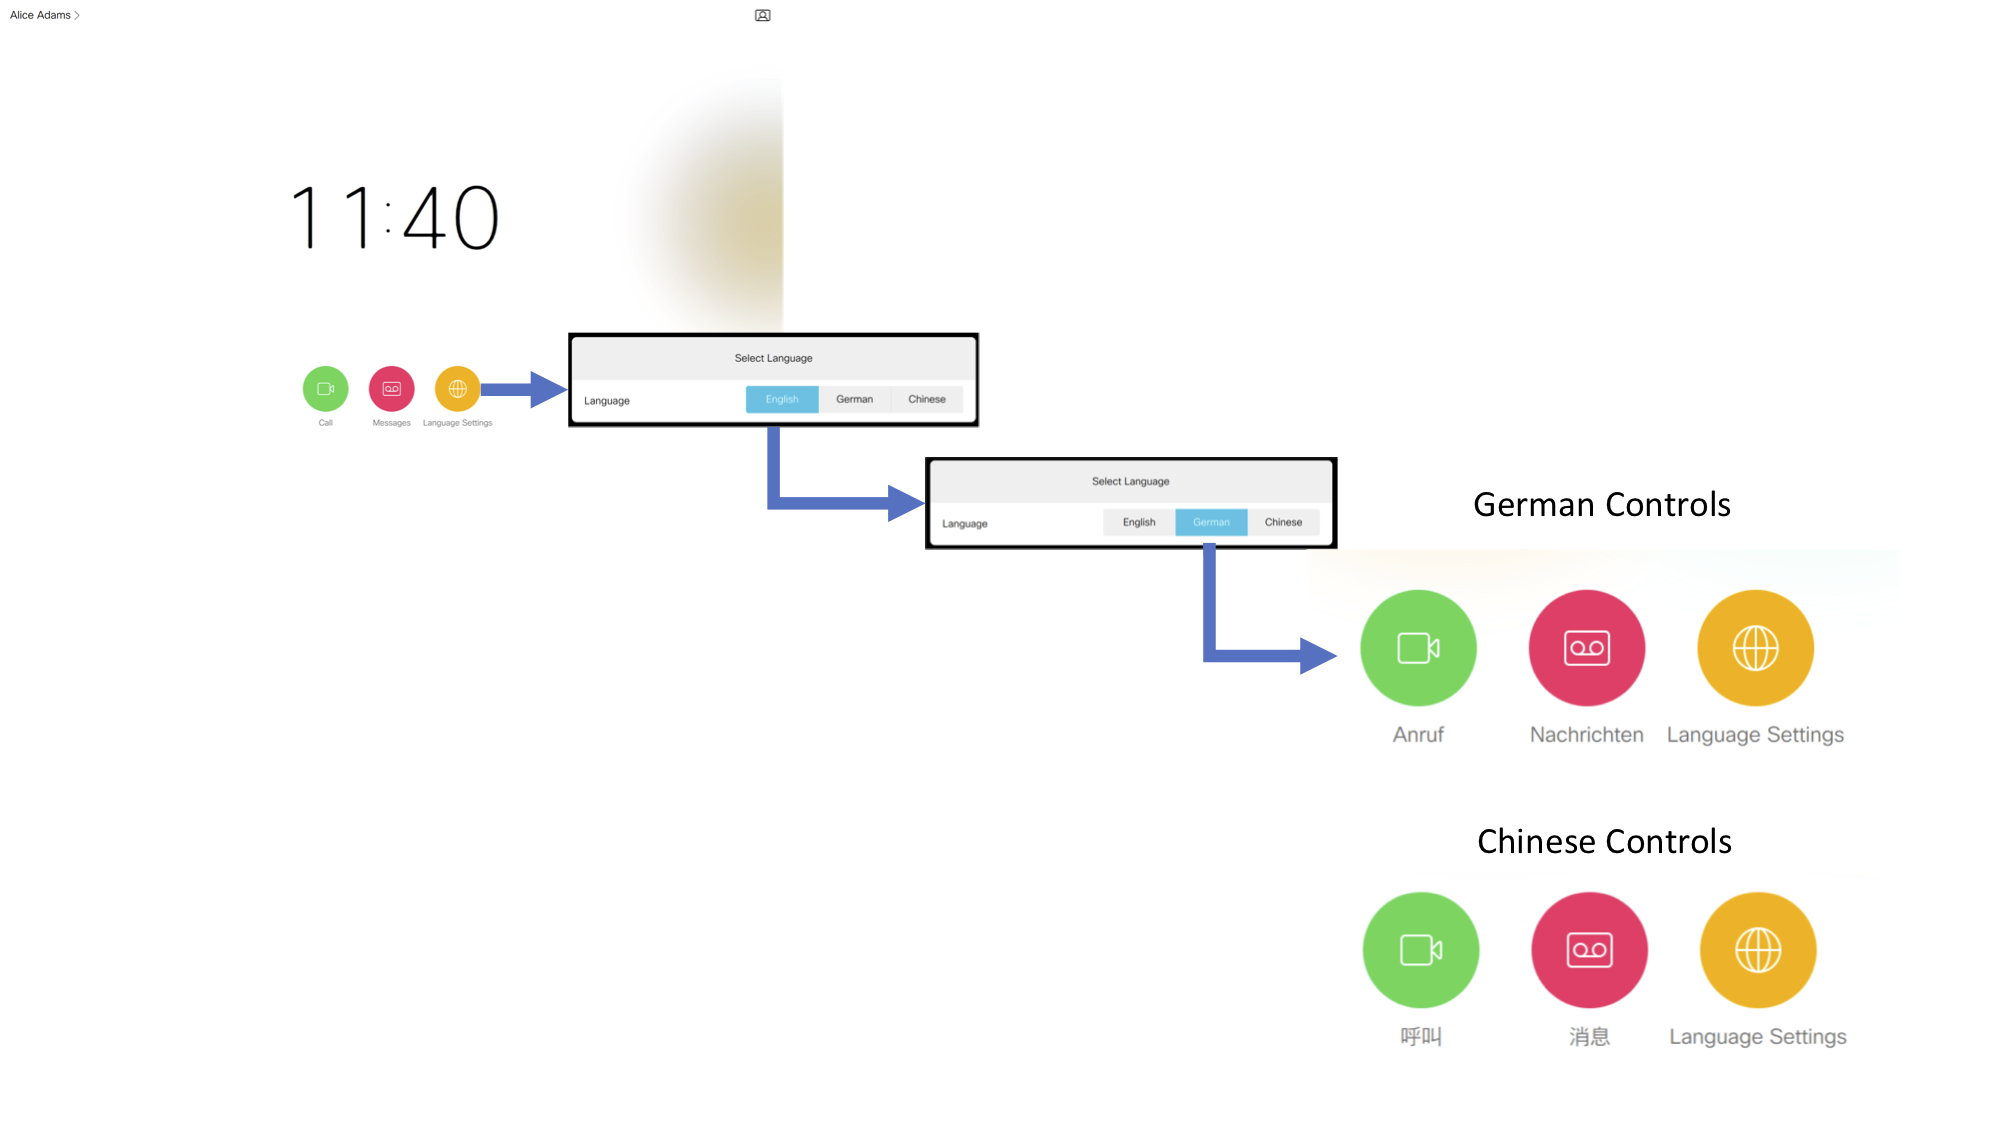 Alice Adams
11:40
Call
Messages
Language Settings
Select Language
Language
English
German
Chinese
Select Language
Language
English
German
Chinese
German Controls
Anruf
Nachrichten
Language Settings
Chinese Controls
呼叫
消息
Language Settings